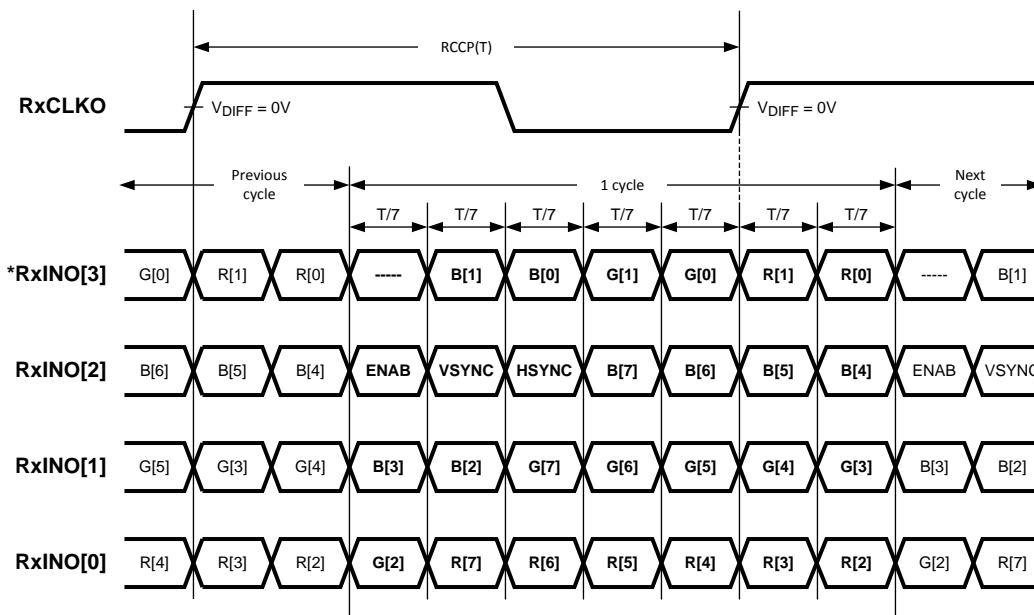 RCCP(T)
RxCLKO
VDIFF = 0V VDIFF = 0V
Previous cycle 1 cycle Next cycle
T/7 T/7 T/7 T/7 T/7 T/7 T/7
*RxINO[3] G[0] R[1] R[0] ----- B[1] B[0] G[1] G[0] R[1] R[0] ----- B[1]
RxINO[2] B[6] B[5] B[4] ENAB VSYNC HSYNC B[7] B[6] B[5] B[4] ENAB VSYNC
RxINO[1] G[5] G[3] G[4] B[3] B[2] G[7] G[6] G[5] G[4] G[3] B[3] B[2]
RxINO[0] R[4] R[3] R[2] G[2] R[7] R[6] R[5] R[4] R[3] R[2] G[2] R[7]